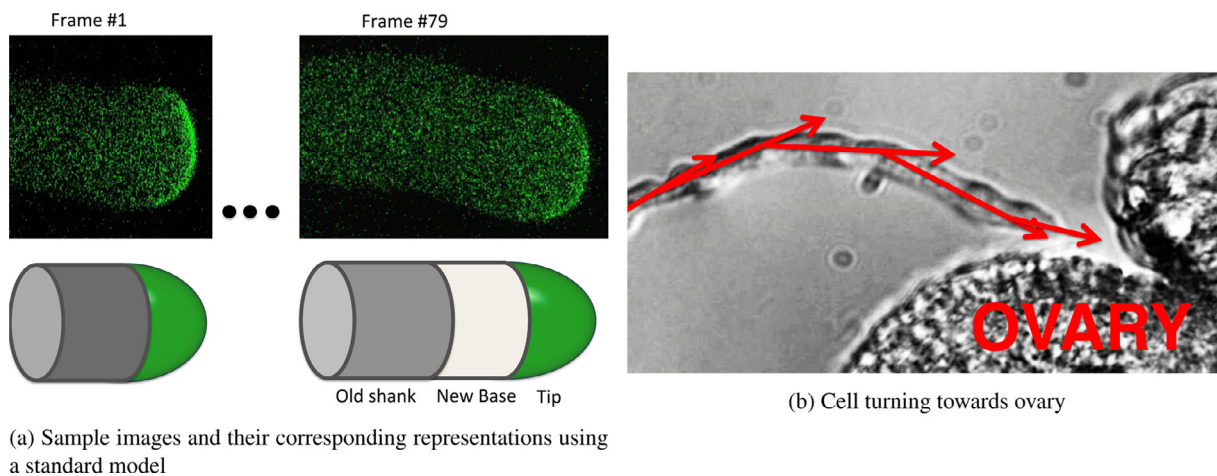 Frame #1
Frame #79
Old shank New Base Tip
(a) Sample images and their corresponding representations using
a standard model
OVARY
(b) Cell turning towards ovary